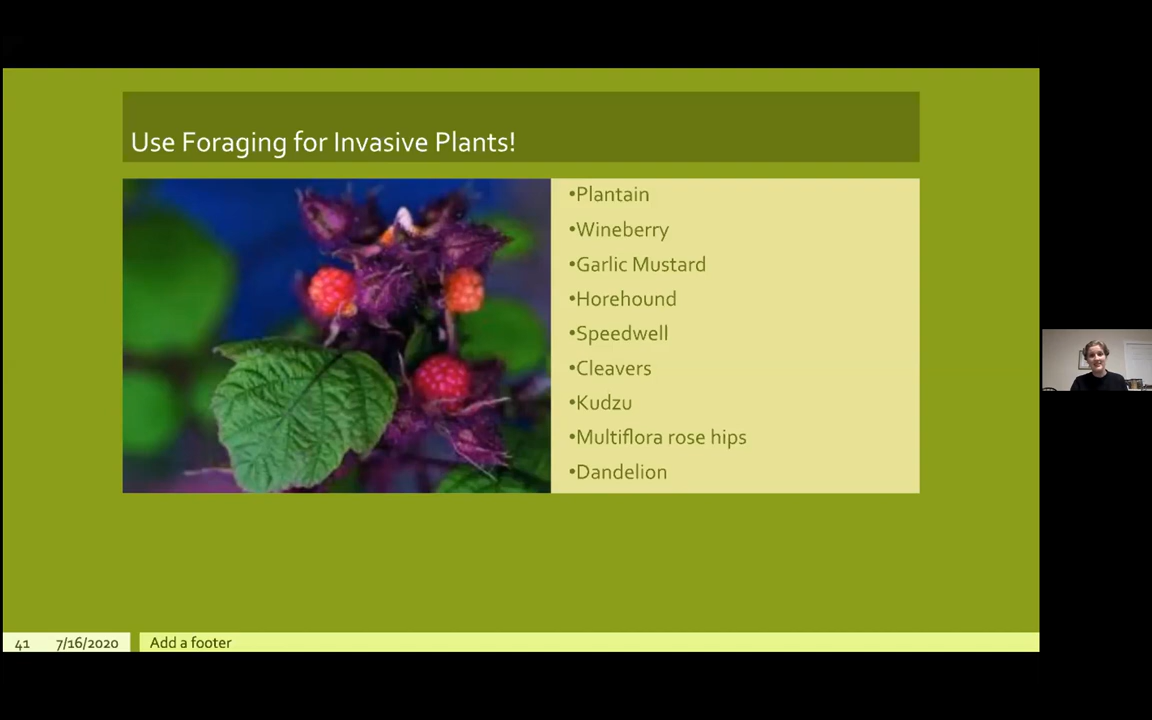 Use Foraging for Invasive Plants!
•Plantain
•Wineberry
•Garlic Mustard
•Horehound
•Speedwell
•Cleavers
•Kudzu
•Multiflora rose hips
•Dandelion
41 7/16/2020 Add a footer